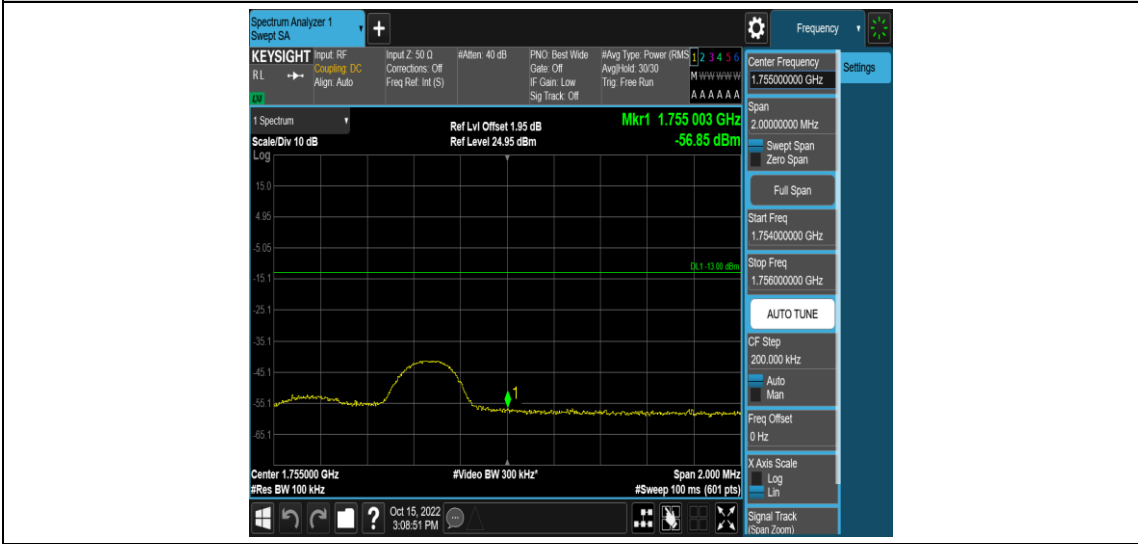 Spectrum Analyzer 1
Swept SA
+
Frequency
KEYSIGHT
RL
Input: RF
Coupling: DC
Align: Auto
Input Z: 50 Ω
Corrections: Off
Freq Ref: Int (S)
#Atten: 40 dB
PNO: Best Wide
Gate: Off
IF Gain: Low
Sig Track: Off
#Avg Type: Power (RMS
Avg|Hold: 30/30
Trig: Free Run
1 2 3 4 5 6
M W W W W W
A A A A A A
1 Spectrum
Scale/Div 10 dB
Log
Ref Lvl Offset 1.95 dB
Ref Level 24.95 dBm
Mkr1 1.755 003 GHz
-56.85 dBm
15.0
4.95
-5.05
DL1 -13.00 dBm
-15.1
-25.1
-35.1
-45.1
-55.1
-65.1
1
Center 1.755000 GHz
#Res BW 100 kHz
#Video BW 300 kHz*
Span 2.000 MHz
#Sweep 100 ms (601 pts)
Oct 15, 2022
3:08:51 PM
?
Center Frequency
1.755000000 GHz
Settings
Span
2.00000000 MHz
Swept Span
Zero Span
Full Span
Start Freq
1.754000000 GHz
Stop Freq
1.756000000 GHz
AUTO TUNE
CF Step
200.000 kHz
Auto
Man
Freq Offset
0 Hz
X Axis Scale
Log
Lin
Signal Track
(Span Zoom)